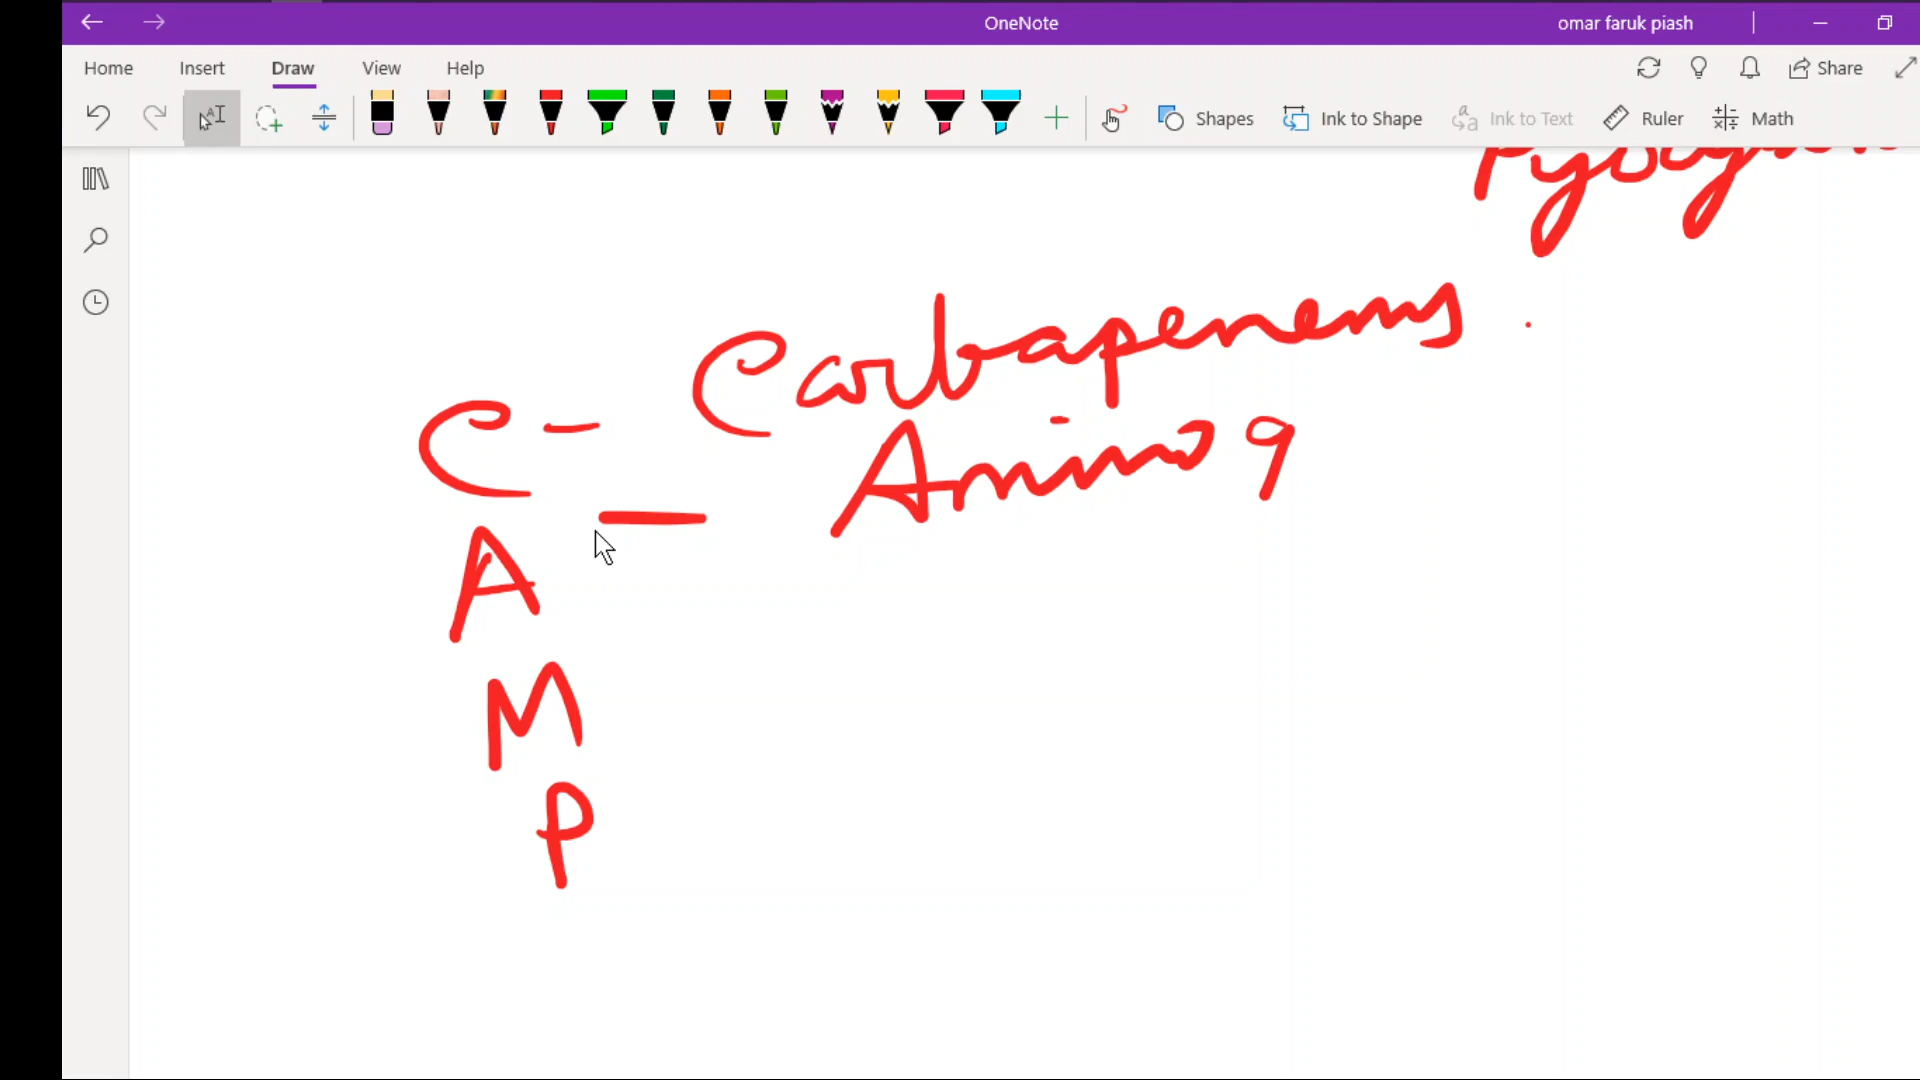 OneNote
omar faruk piash
Home Insert Draw View Help
Share
Shapes Ink to Shape Ink to Text Ruler Math
C - Carbapenems .
A — Amino g
M
P